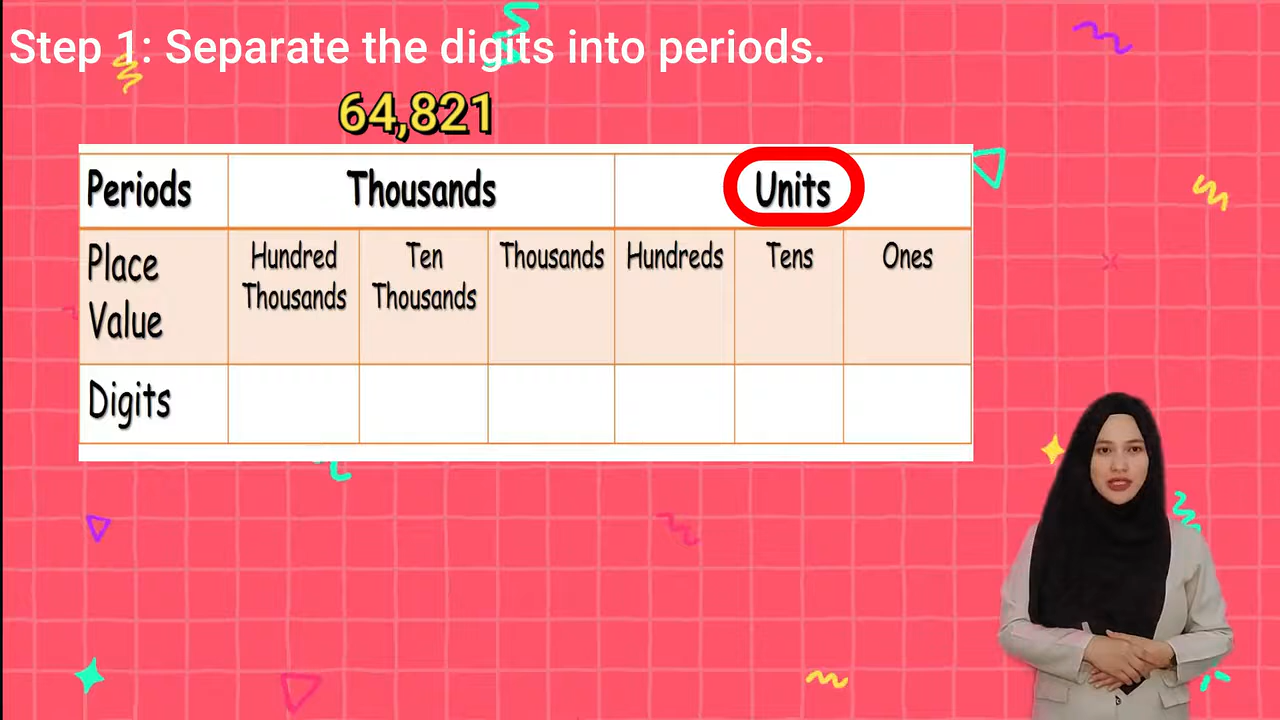 Step 1: Separate the digits into periods.
64,821
Periods Thousands Units
Place Value Hundred Thousands Ten Thousands Thousands Hundreds Tens Ones
Digits